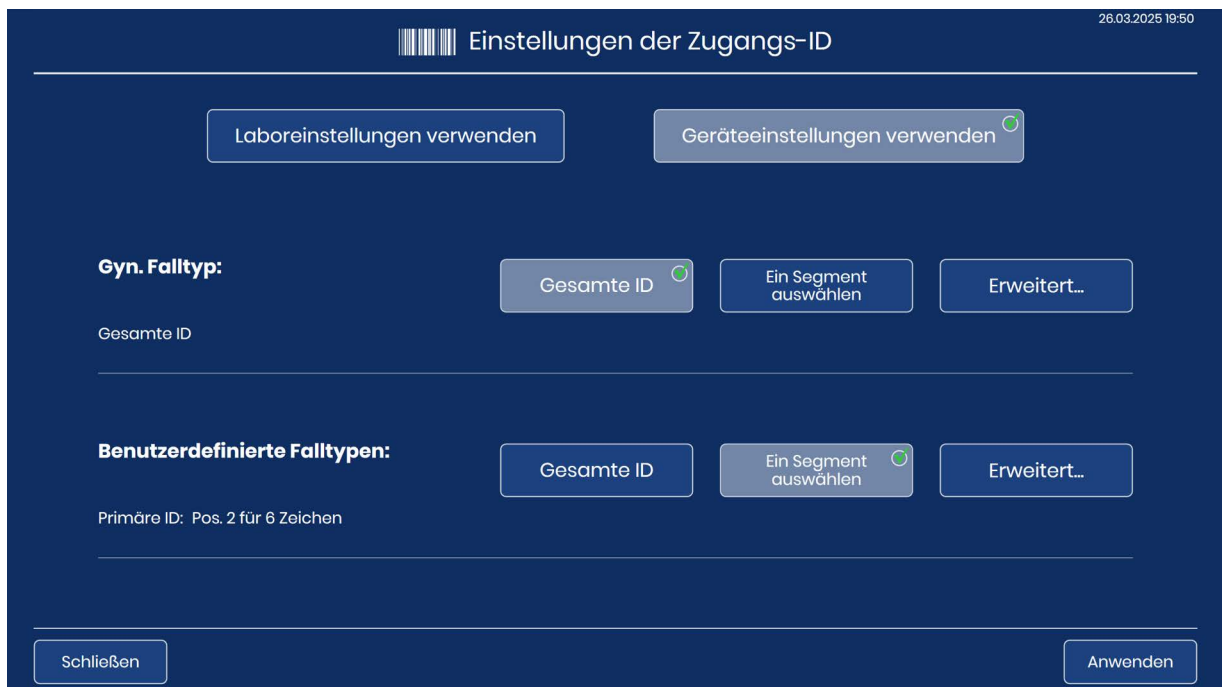 26.03.2025 19:50
Einstellungen der Zugangs-ID
Laboreinstellungen verwenden
Geräteeinstellungen verwenden
Gyn. Falltyp:
Gesamte ID
Ein Segment
auswählen
Erweitert...
Gesamte ID
Benutzerdefinierte Falltypen:
Gesamte ID
Ein Segment
auswählen
Erweitert...
Primäre ID: Pos. 2 für 6 Zeichen
Schließen
Anwenden